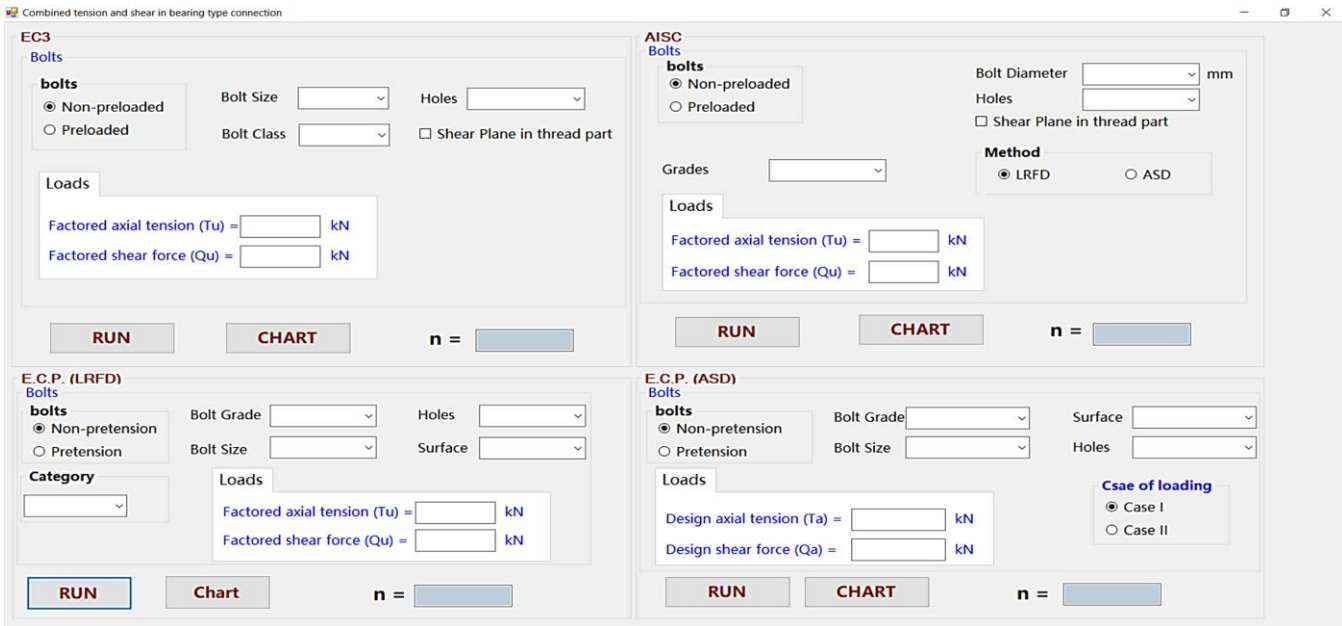 Combined tension and shear in bearing type connection
EC3
Bolts
bolts
Non-preloaded
Preloaded
Bolt Size
Holes
Bolt Class
Shear Plane in thread part
Loads
Factored axial tension (Tu) = kN
Factored shear force (Qu) = kN
RUN CHART n =
AISC
Bolts
bolts
Non-preloaded
Preloaded
Bolt Diameter mm
Holes
Shear Plane in thread part
Method
LRFD ASD
Grades
Loads
Factored axial tension (Tu) = kN
Factored shear force (Qu) = kN
RUN CHART n =
E.C.P. (LRFD)
Bolts
bolts
Non-pretension
Pretension
Bolt Grade Holes
Bolt Size Surface
Category
Loads
Factored axial tension (Tu) = kN
Factored shear force (Qu) = kN
RUN Chart n =
E.C.P. (ASD)
Bolts
bolts
Non-pretension
Pretension
Bolt Grade Surface
Bolt Size Holes
Loads
Design axial tension (Ta) = kN
Design shear force (Qa) = kN
Csae of loading
Case I
Case II
RUN CHART n =